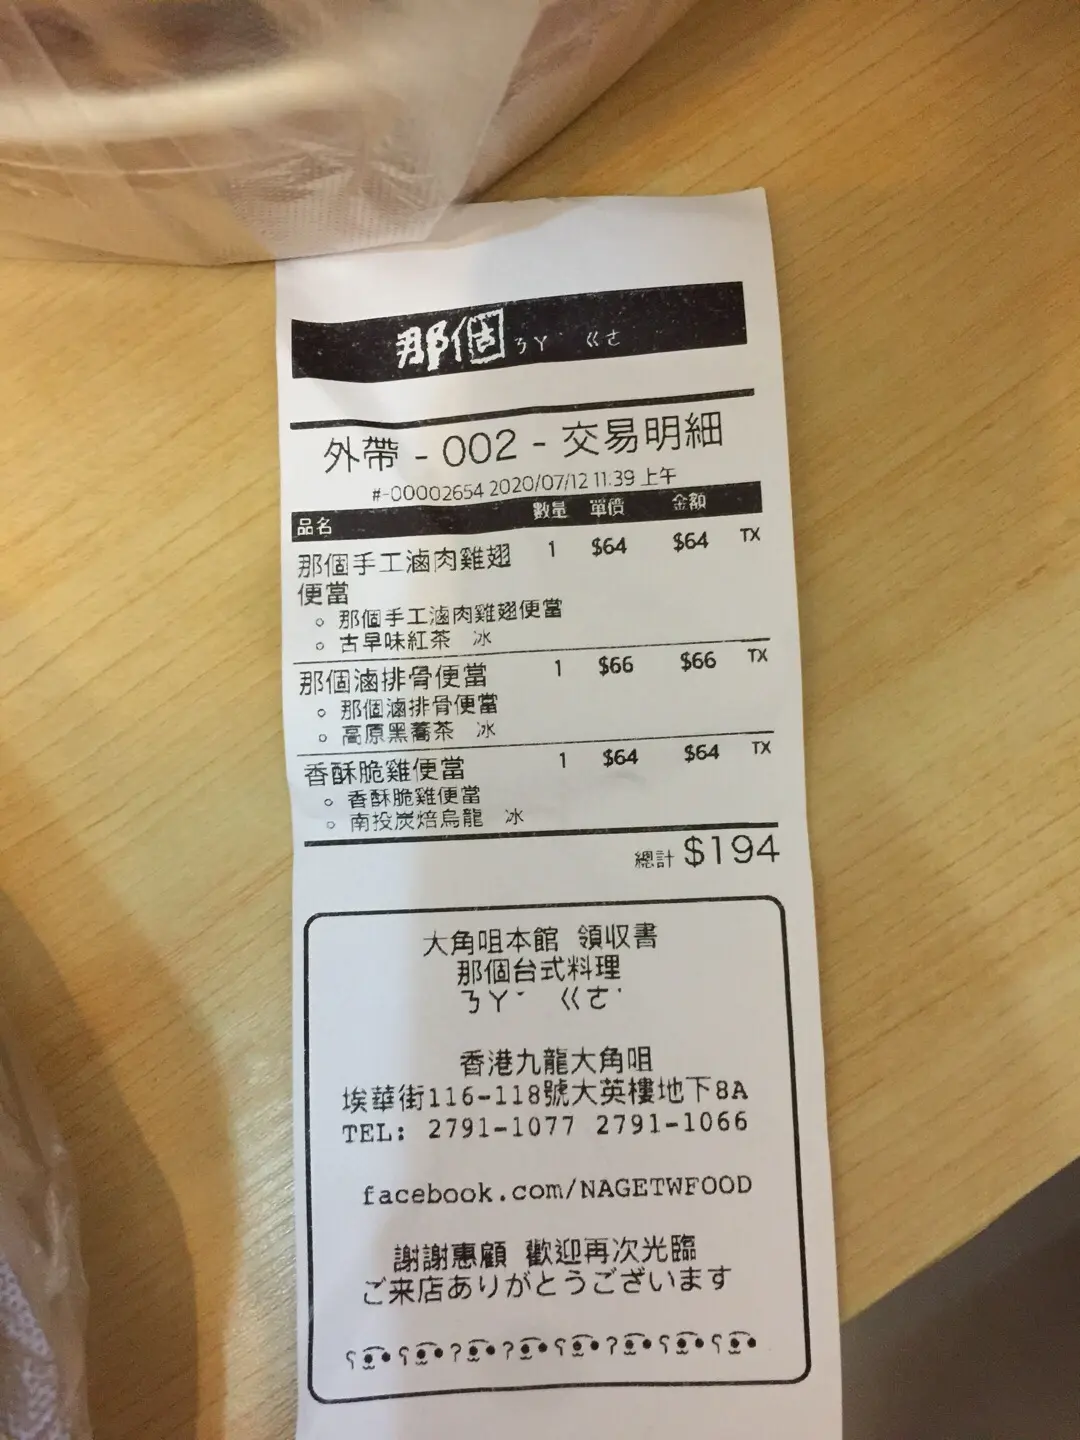 那個 ㄋㄚˋ ㄍㄜ
外帶 - 002 - 交易明細
#-00002654 2020/07/12 11:39 上午
品名 數量 單價 金額
那個手工滷肉雞翅 1 $64 $64 TX
便當
○ 那個手工滷肉雞翅便當
○ 古早味紅茶 冰
那個滷排骨便當 1 $66 $66 TX
○ 那個滷排骨便當
○ 高原黑蕎茶 冰
香酥脆雞便當 1 $64 $64 TX
○ 香酥脆雞便當
○ 南投炭焙烏龍 冰
總計 $194
大角咀本館 領収書
那個台式料理
ㄋㄚˇ ㄍㄜ˙
香港九龍大角咀
埃華街116-118號大英樓地下8A
TEL: 2791-1077 2791-1066
facebook.com/NAGETWFOOD
謝謝惠顧 歡迎再次光臨
ご来店ありがとうございます